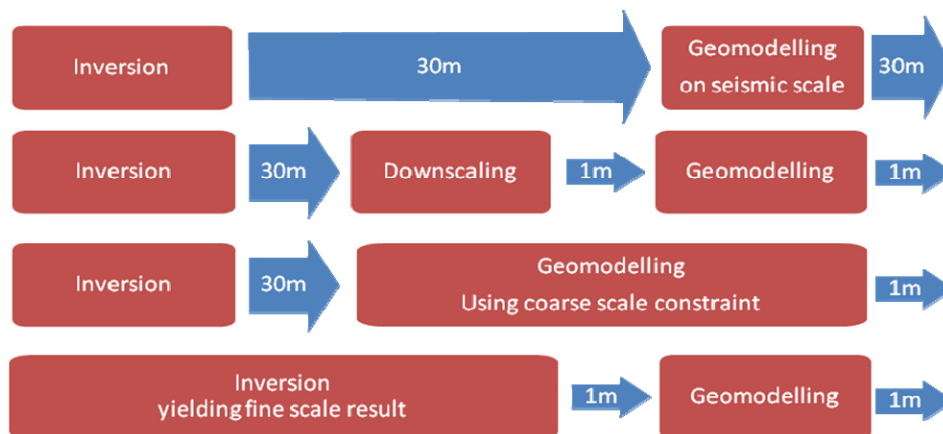 Inversion
30m
Geomodelling
on seismic scale
30m
Inversion
30m
Downscaling
1m
Geomodelling
1m
Inversion
30m
Geomodelling
Using coarse scale constraint
1m
Inversion
yielding fine scale result
1m
Geomodelling
1m